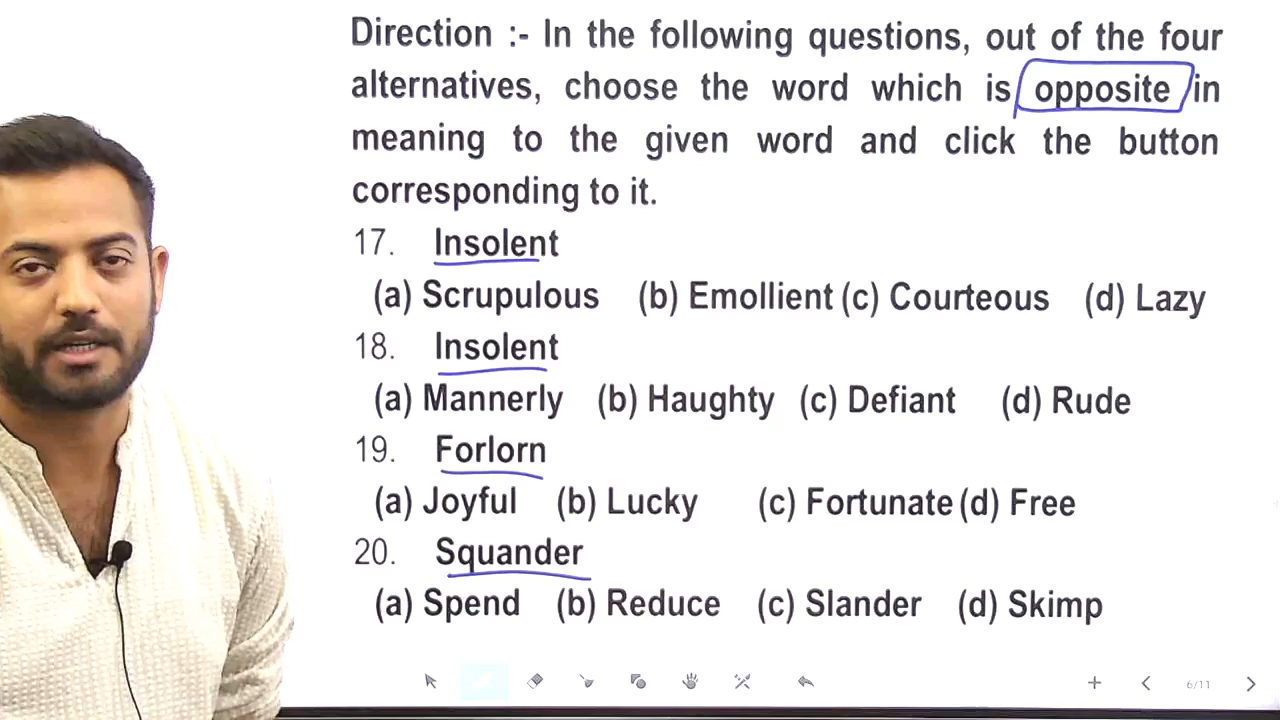 Direction :- In the following questions, out of the four
alternatives, choose the word which is opposite in
meaning to the given word and click the button
corresponding to it.
17. Insolent
(a) Scrupulous (b) Emollient (c) Courteous (d) Lazy
18. Insolent
(a) Mannerly (b) Haughty (c) Defiant (d) Rude
19. Forlorn
(a) Joyful (b) Lucky (c) Fortunate (d) Free
20. Squander
(a) Spend (b) Reduce (c) Slander (d) Skimp
6/11